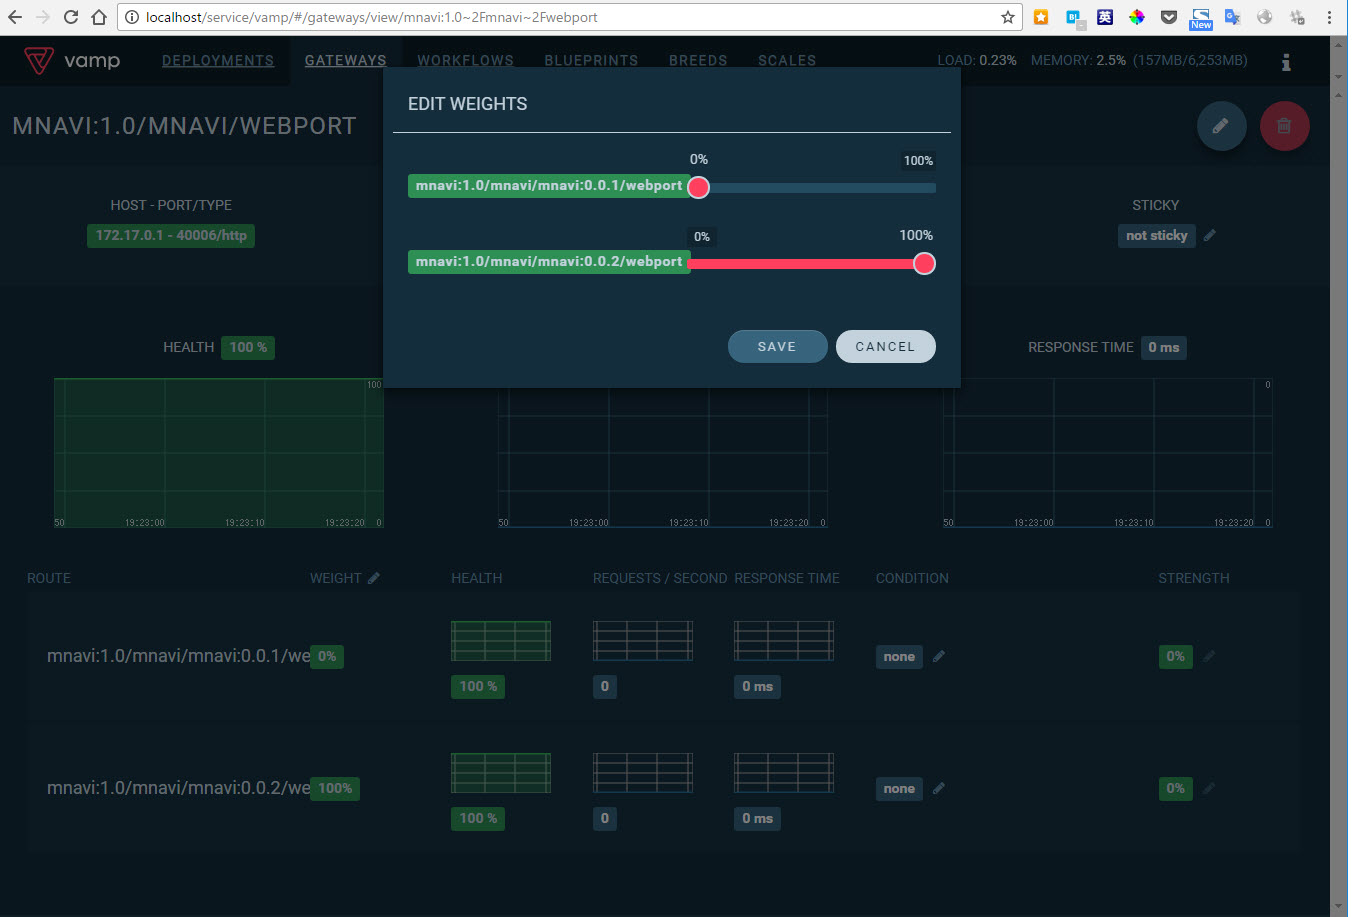 localhost/service/vamp/#/gateways/view/mnavi:1.0~2Fmnavi~2Fwebport
英
New
vamp DEPLOYMENTS GATEWAYS WORKFLOWS BLUEPRINTS BREEDS SCALES LOAD: 0.23% MEMORY: 2.5% (157MB/6,253MB)
MNAVI:1.0/MNAVI/WEBPORT
EDIT WEIGHTS
0% 100%
mnavi:1.0/mnavi/mnavi:0.0.1/webport
0% 100%
mnavi:1.0/mnavi/mnavi:0.0.2/webport
SAVE CANCEL
HOST - PORT/TYPE
172.17.0.1 - 40006/http
STICKY
not sticky
HEALTH 100 %
RESPONSE TIME 0 ms
100
0
50 19:23:00 19:23:10 19:23:20 0
50 19:23:00 19:23:10 19:23:20 0
50 19:23:00 19:23:10 19:23:20 0
ROUTE WEIGHT HEALTH REQUESTS / SECOND RESPONSE TIME CONDITION STRENGTH
mnavi:1.0/mnavi/mnavi:0.0.1/we 0% none 0%
100 % 0 0 ms
mnavi:1.0/mnavi/mnavi:0.0.2/we 100% none 0%
100 % 0 0 ms